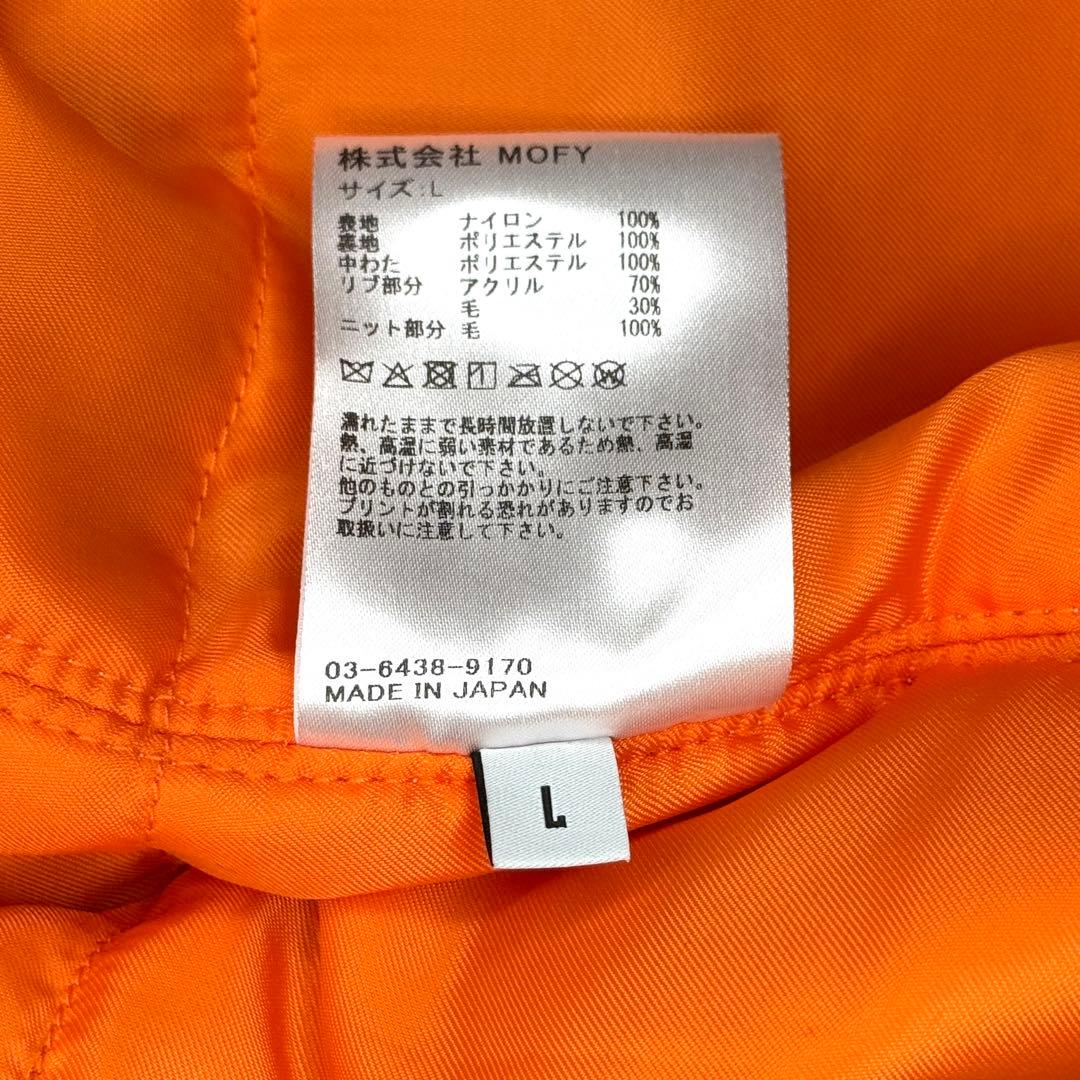 株式会社 MOFY
サイズ:L
表地 ナイロン 100%
裏地 ポリエステル 100%
中わた ポリエステル 100%
リブ部分 アクリル 70%
毛 30%
ニット部分 毛 100%
濡れたままで長時間放置しないで下さい。
熱、高温に弱い素材であるため熱、高温
に近づけないで下さい。
他のものとの引っかかりにご注意下さい。
プリントが割れる恐れがありますのでお
取扱いに注意して下さい。
03-6438-9170
MADE IN JAPAN
L